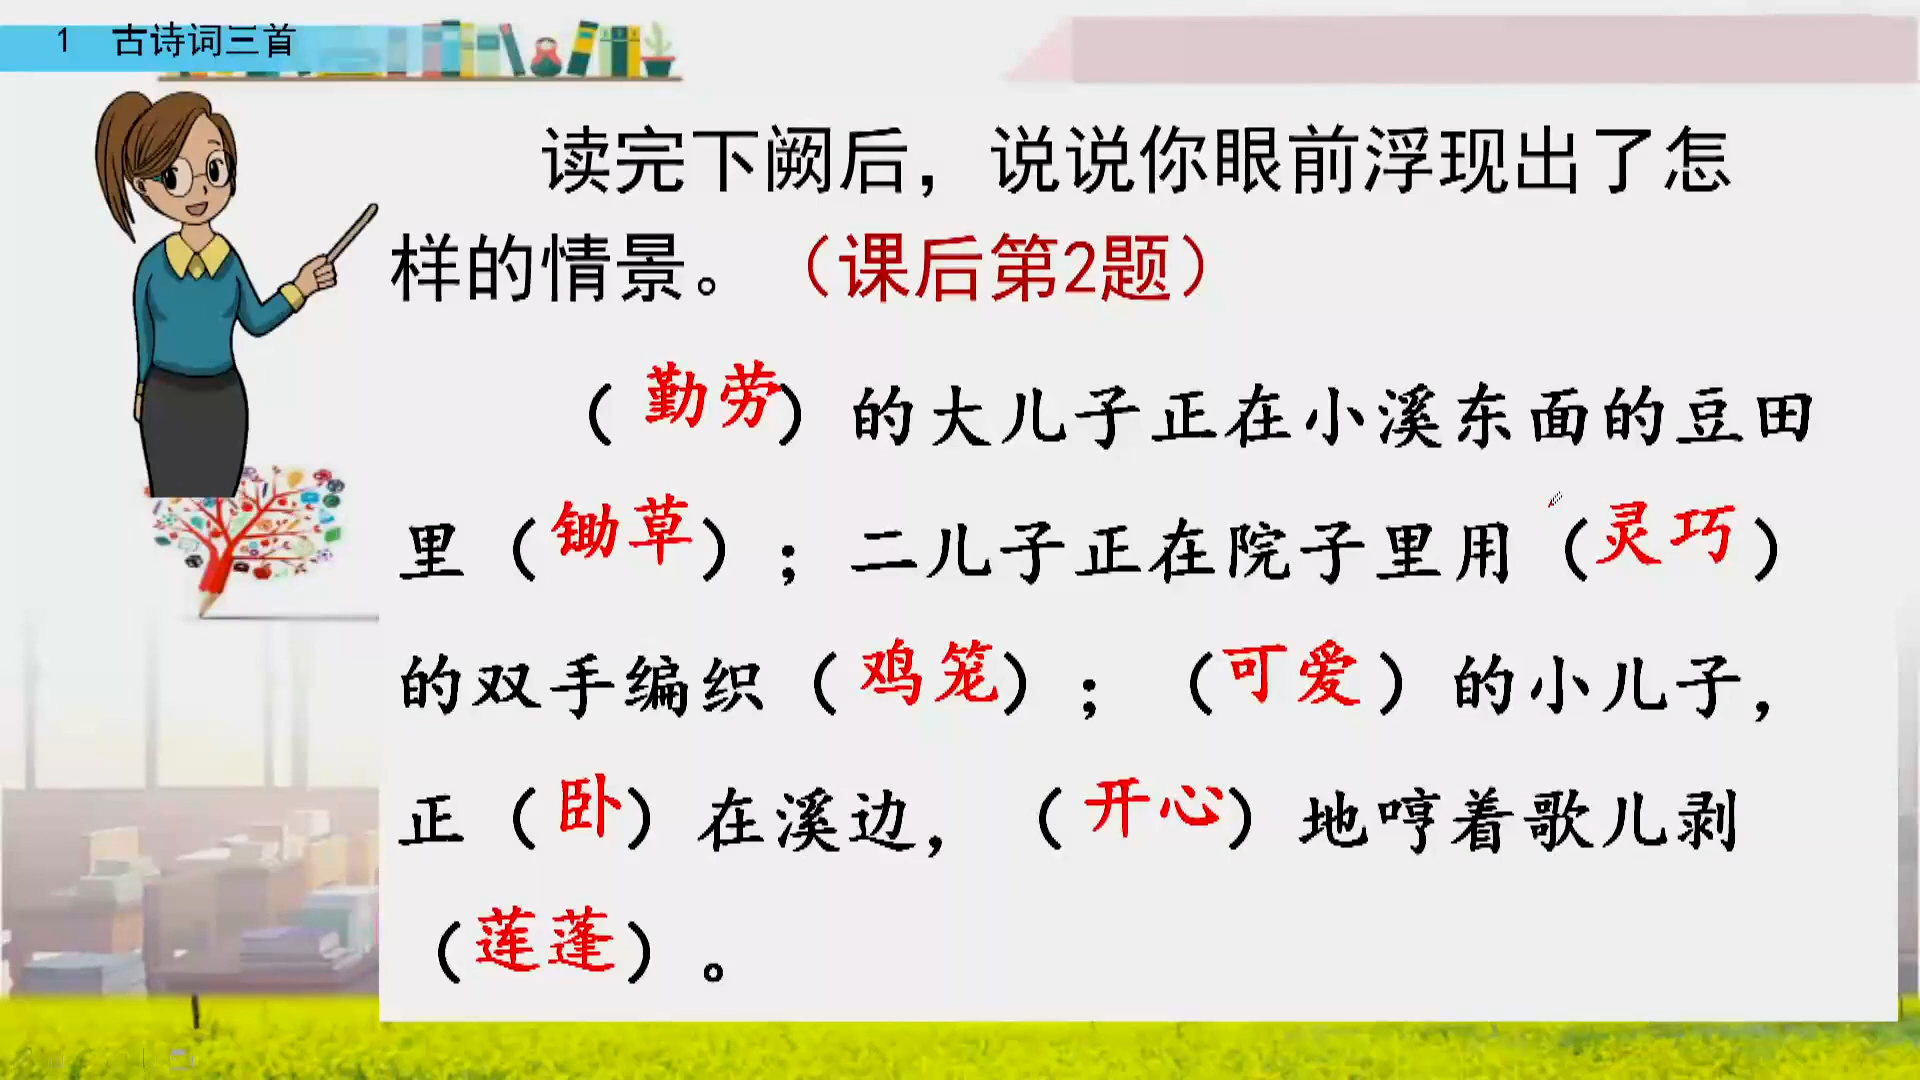 1 古诗词三首
读完下阙后，说说你眼前浮现出了怎
样的情景。（课后第2题）
（勤劳）的大儿子正在小溪东面的豆田
里（锄草）；二儿子正在院子里用（灵巧）
的双手编织（鸡笼）；（可爱）的小儿子，
正（卧）在溪边，（开心）地哼着歌儿剥
（莲蓬）。